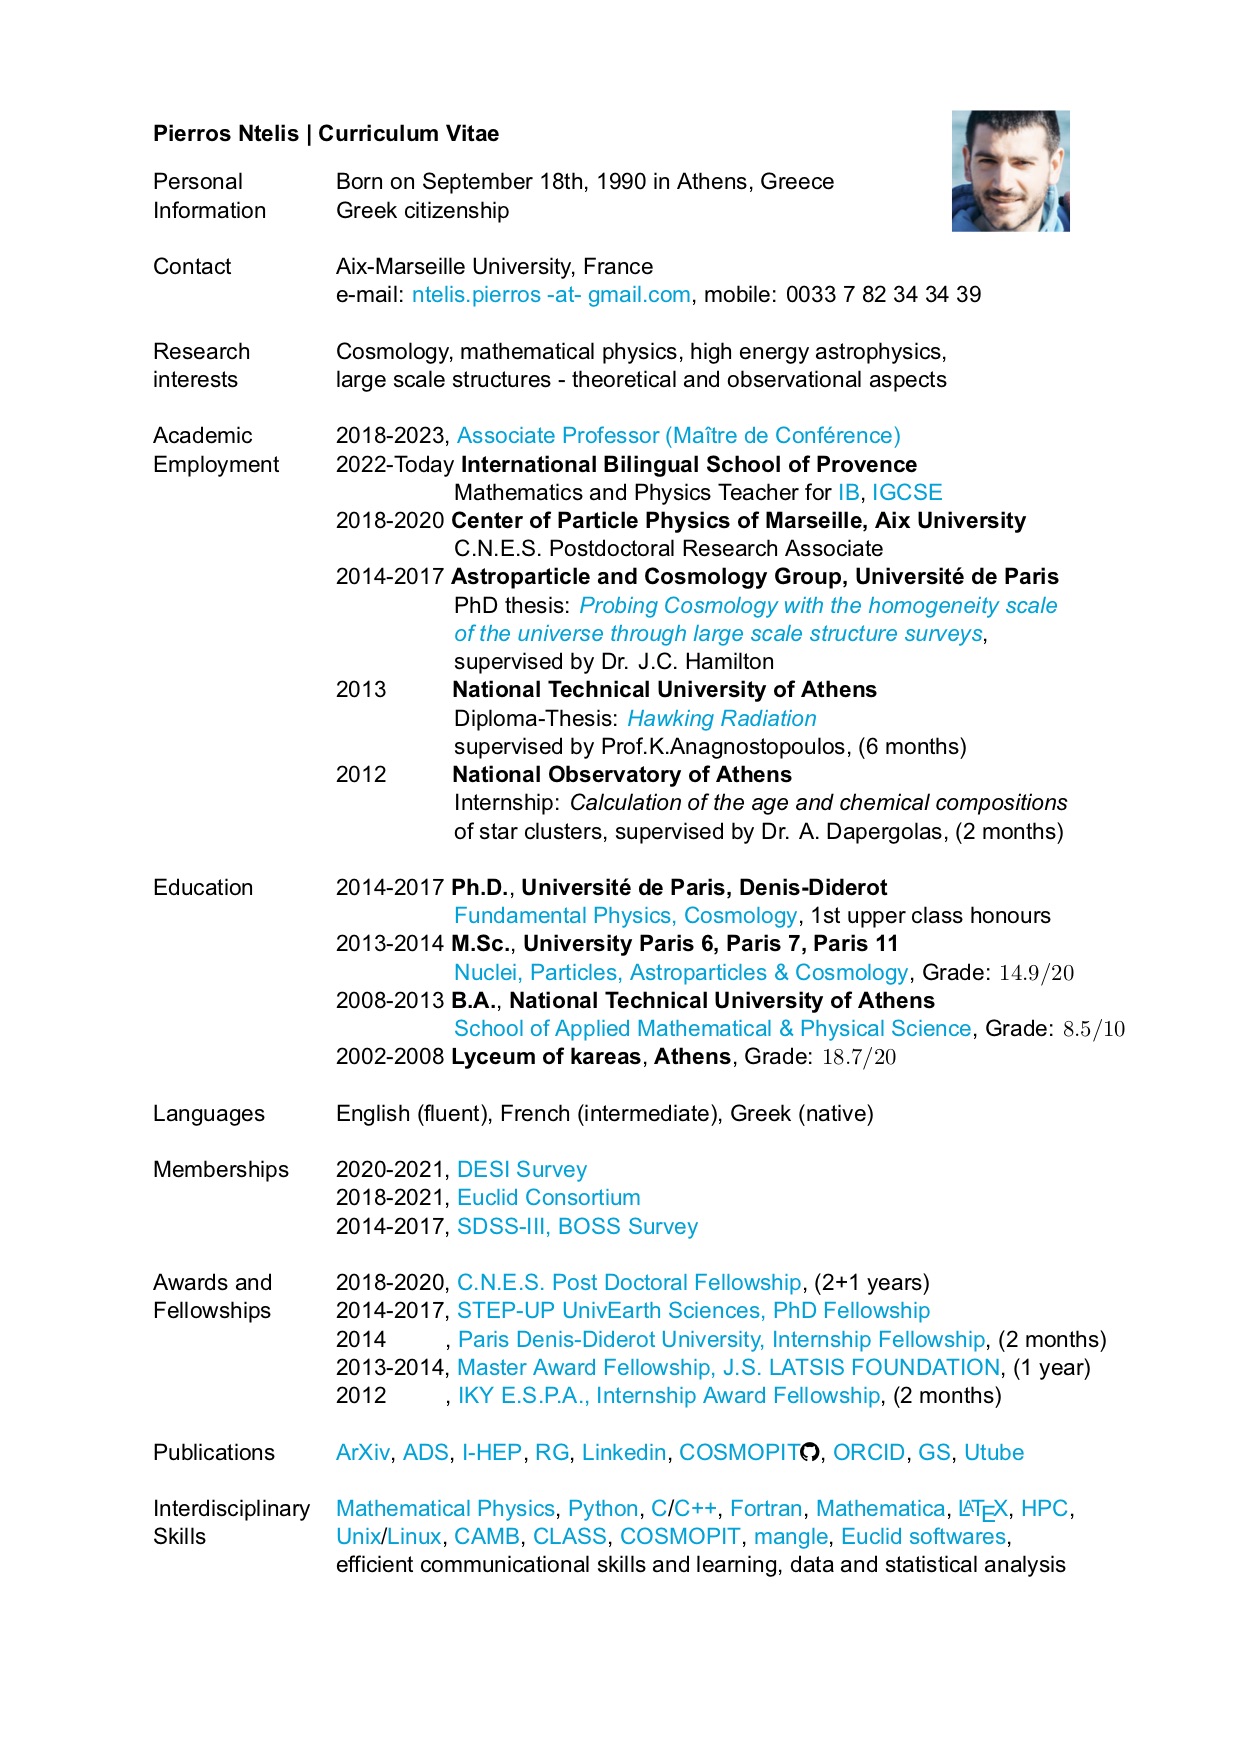 Pierros Ntelis | Curriculum Vitae
Personal Information
Born on September 18th, 1990 in Athens, Greece
Greek citizenship
Contact
Aix-Marseille University, France
e-mail: ntelis.pierros -at- gmail.com, mobile: 0033 7 82 34 34 39
Research interests
Cosmology, mathematical physics, high energy astrophysics,
large scale structures - theoretical and observational aspects
Academic Employment
2018-2023, Associate Professor (Maître de Conférence)
2022-Today International Bilingual School of Provence
Mathematics and Physics Teacher for IB, IGCSE
2018-2020 Center of Particle Physics of Marseille, Aix University
C.N.E.S. Postdoctoral Research Associate
2014-2017 Astroparticle and Cosmology Group, Université de Paris
PhD thesis: Probing Cosmology with the homogeneity scale
of the universe through large scale structure surveys,
supervised by Dr. J.C. Hamilton
2013 National Technical University of Athens
Diploma-Thesis: Hawking Radiation
supervised by Prof.K.Anagnostopoulos, (6 months)
2012 National Observatory of Athens
Internship: Calculation of the age and chemical compositions
of star clusters, supervised by Dr. A. Dapergolas, (2 months)
Education
2014-2017 Ph.D., Université de Paris, Denis-Diderot
Fundamental Physics, Cosmology, 1st upper class honours
2013-2014 M.Sc., University Paris 6, Paris 7, Paris 11
Nuclei, Particles, Astroparticles & Cosmology, Grade: 14.9/20
2008-2013 B.A., National Technical University of Athens
School of Applied Mathematical & Physical Science, Grade: 8.5/10
2002-2008 Lyceum of kareas, Athens, Grade: 18.7/20
Languages
English (fluent), French (intermediate), Greek (native)
Memberships
2020-2021, DESI Survey
2018-2021, Euclid Consortium
2014-2017, SDSS-III, BOSS Survey
Awards and Fellowships
2018-2020, C.N.E.S. Post Doctoral Fellowship, (2+1 years)
2014-2017, STEP-UP UnivEarth Sciences, PhD Fellowship
2014 , Paris Denis-Diderot University, Internship Fellowship, (2 months)
2013-2014, Master Award Fellowship, J.S. LATSIS FOUNDATION, (1 year)
2012 , IKY E.S.P.A., Internship Award Fellowship, (2 months)
Publications
ArXiv, ADS, I-HEP, RG, Linkedin, COSMOPIT, ORCID, GS, Utube
Interdisciplinary Skills
Mathematical Physics, Python, C/C++, Fortran, Mathematica, LATEX, HPC,
Unix/Linux, CAMB, CLASS, COSMOPIT, mangle, Euclid softwares,
efficient communicational skills and learning, data and statistical analysis